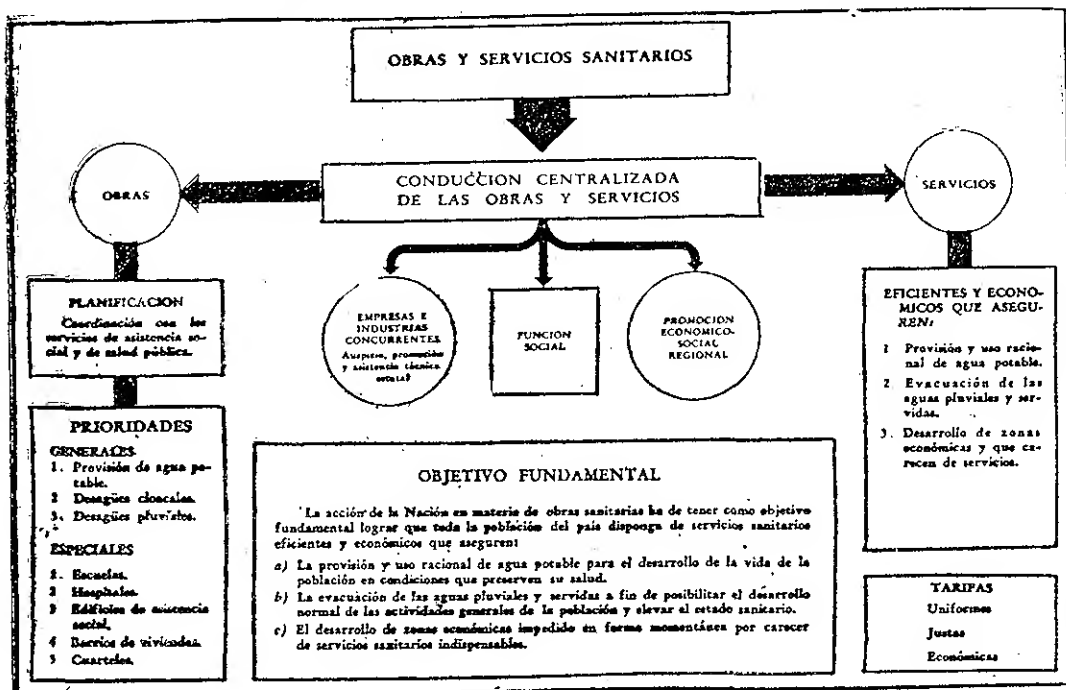 OBRAS Y SERVICIOS SANITARIOS
CONDUCCION CENTRALIZADA
DE LAS OBRAS Y SERVICIOS
OBRAS
SERVICIOS
PLANIFICACION
Coordinación con los
servicios de asistencia so-
cial y de salud pública.
PRIORIDADES
GENERALES
1. Provisión de agua po-
table.
2 Desagües cloacales.
3. Desagües pluviales.
ESPECIALES
1. Escuelas.
2 Hospitales.
3 Edificios de asistencia
social.
4 Barrios de viviendas.
5 Cuarteles.
EMPRESAS E
INDUSTRIAS
CONCURRENTES
Auspicio, promoción
y asistencia técnica
estatal
FUNCION
SOCIAL
PROMOCION
ECONOMICO-
SOCIAL
REGIONAL
OBJETIVO FUNDAMENTAL
La acción de la Nación en materia de obras sanitarias ha de tener como objetivo
fundamental lograr que toda la población del país disponga de servicios sanitarios
eficientes y económicos que aseguren:
a) La provisión y uso racional de agua potable para el desarrollo de la vida de la
población en condiciones que preserven su salud.
b) La evacuación de las aguas pluviales y servidas a fin de posibilitar el desarrollo
normal de las actividades generales de la población y elevar el estado sanitario.
c) El desarrollo de zonas económicas impedido en forma momentánea por carecer
de servicios sanitarios indispensables.
EFICIENTES Y ECONO-
MICOS QUE ASEGU-
REN:
1 Provisión y uso racio-
nal de agua potable.
2 Evacuación de las
aguas pluviales y ser-
vidas.
3. Desarrollo de zonas
económicas y que ca-
recen de servicios.
TARIFAS
Uniformes
Justas
Económicas